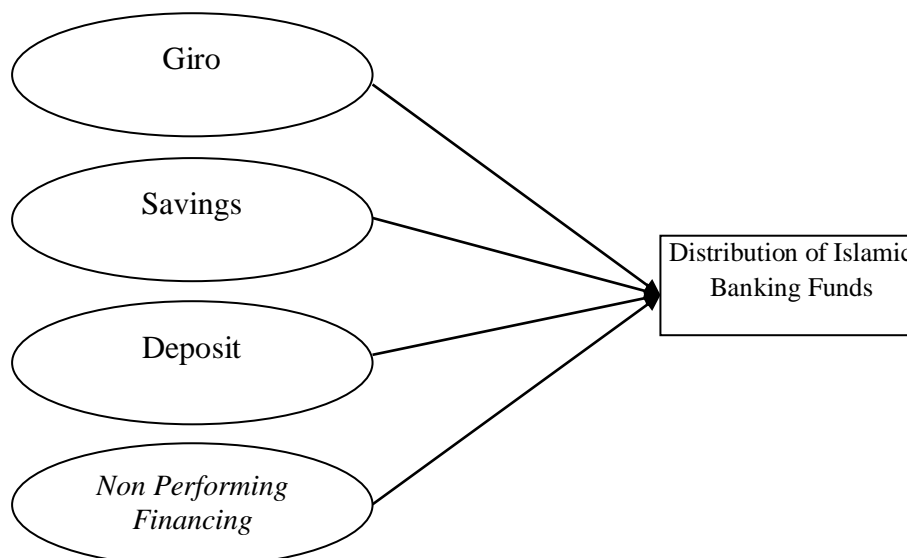 Giro
Savings
Distribution of Islamic
Banking Funds
Deposit
Non Performing
Financing